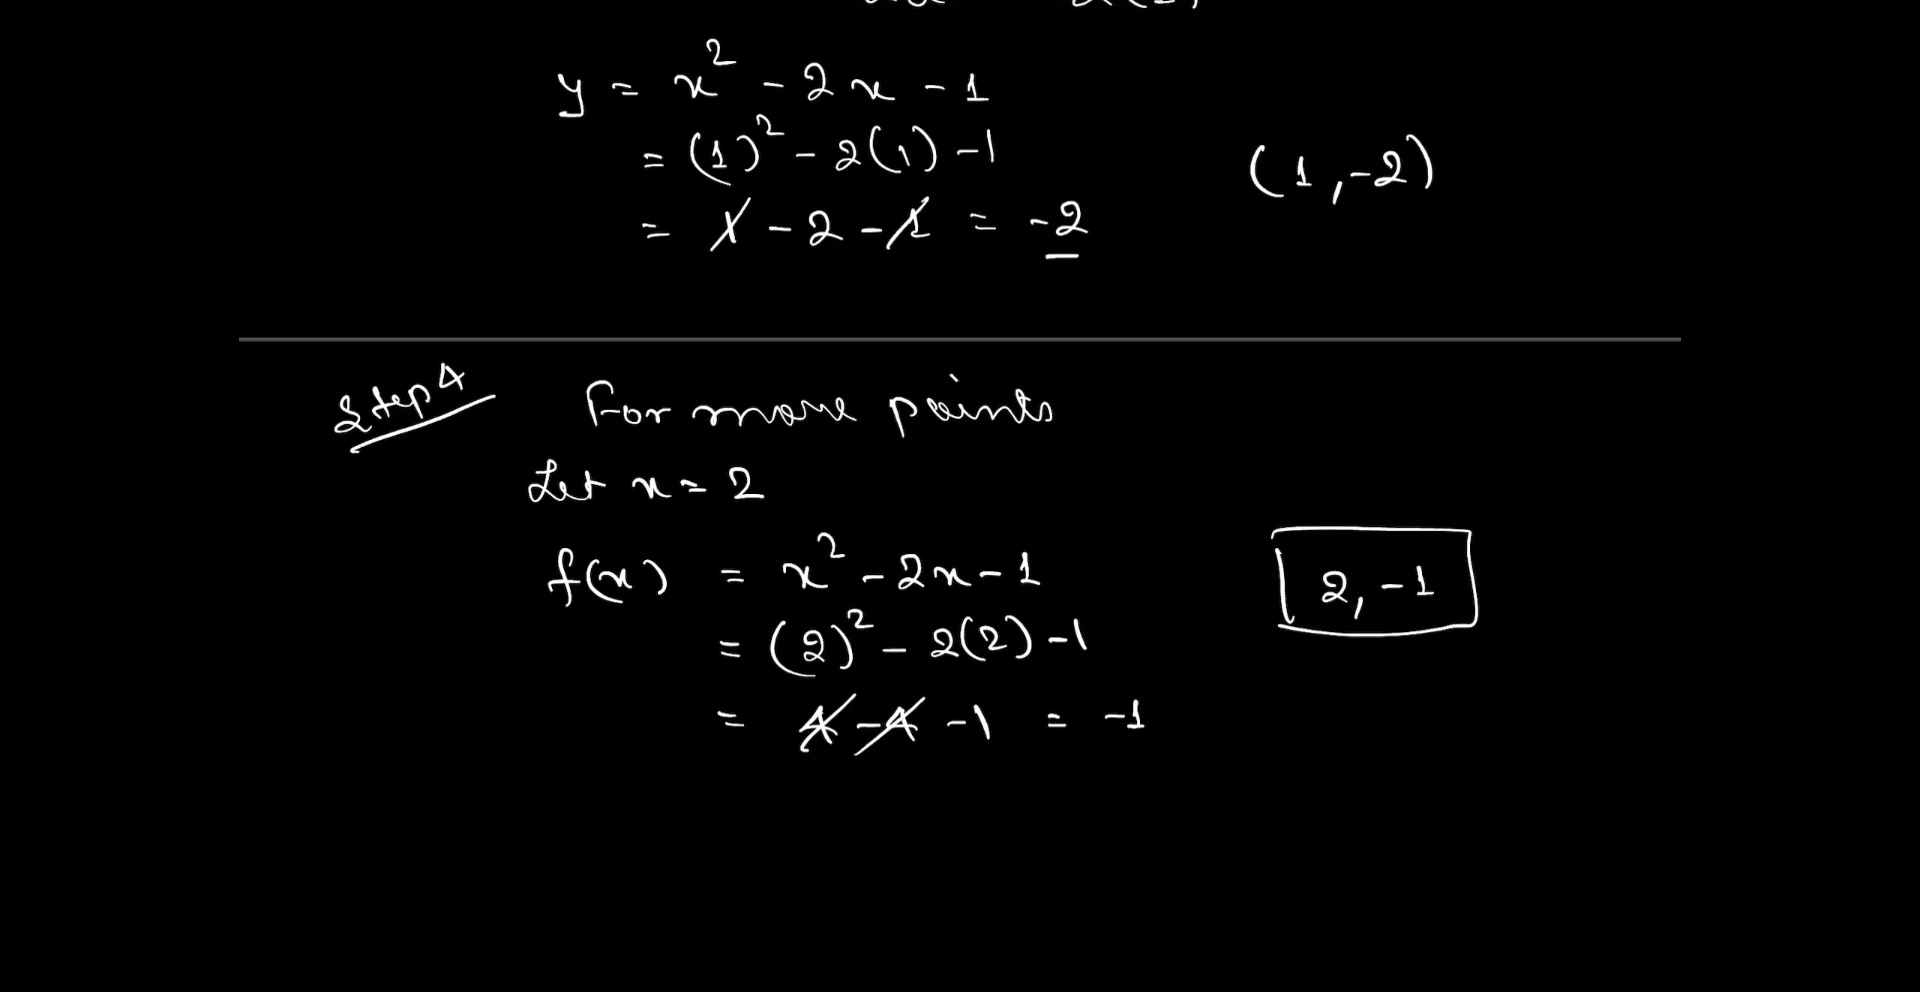 y = x² - 2x - 1
= (1)² - 2(1) - 1
(1, -2)
= 1 - 2 - 1 = -2
Step 4
For more points
Let x = 2
f(x) = x² - 2x - 1
2, -1
= (2)² - 2(2) - 1
= 4 - 4 - 1 = -1